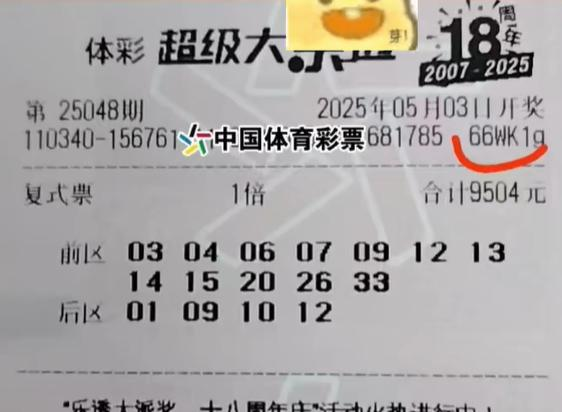 体彩 超级大乐透 18周年
2007-2025
芽!
第 25048期 2025年05月03日开奖
110340-156761 中国体育彩票 681785 66WK1g
复式票 1倍 合计9504元
前区 03 04 06 07 09 12 13
14 15 20 26 33
后区 01 09 10 12
"乐透大派奖 十八周年庆"活动火热进行中!